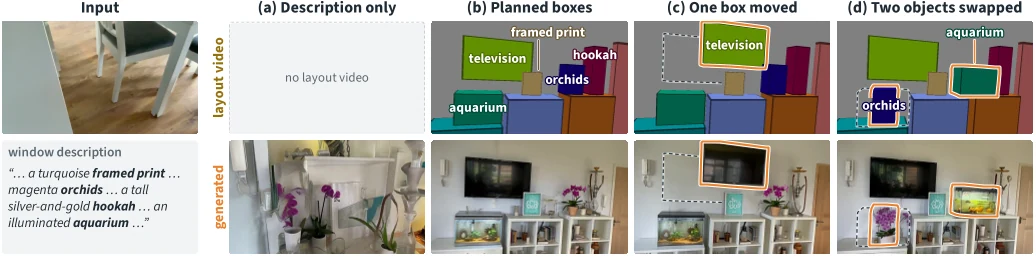 Input
(a) Description only
(b) Planned boxes
(c) One box moved
(d) Two objects swapped
layout video
no layout video
framed print
television
hookah
orchids
aquarium
television
aquarium
orchids
window description
“… a turquoise framed print …
magenta orchids … a tall
silver-and-gold hookah … an
illuminated aquarium …”
generated